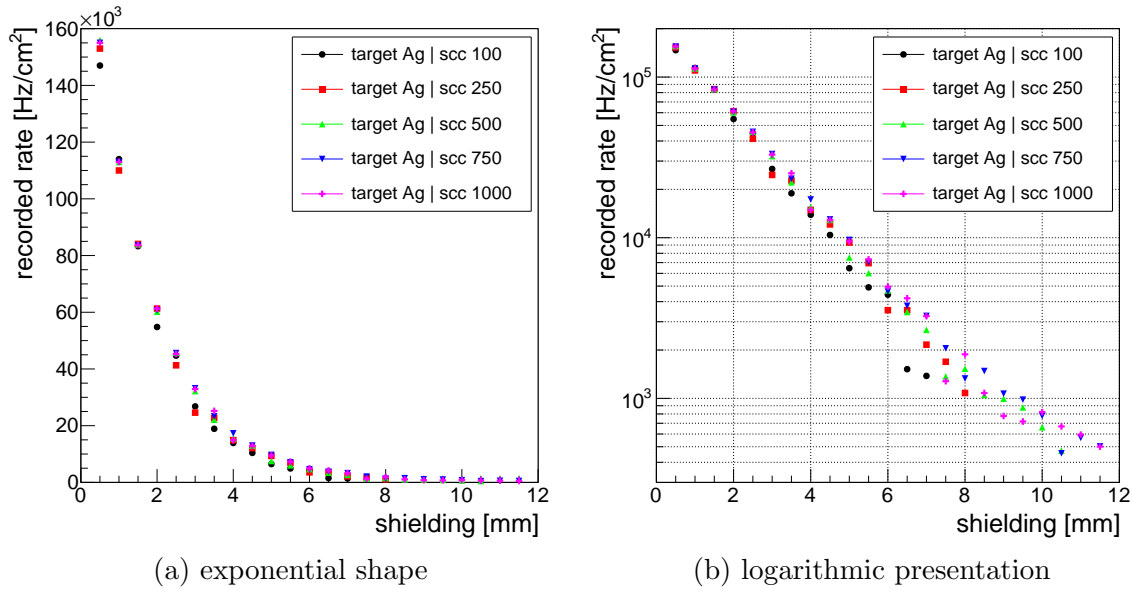 ×10³
160
140
120
100
80
60
40
20
0
recorded rate [Hz/cm²]
target Ag | scc 100
target Ag | scc 250
target Ag | scc 500
target Ag | scc 750
target Ag | scc 1000
0 2 4 6 8 10 12
shielding [mm]
(a) exponential shape
10⁵
10⁴
10³
recorded rate [Hz/cm²]
target Ag | scc 100
target Ag | scc 250
target Ag | scc 500
target Ag | scc 750
target Ag | scc 1000
0 2 4 6 8 10 12
shielding [mm]
(b) logarithmic presentation